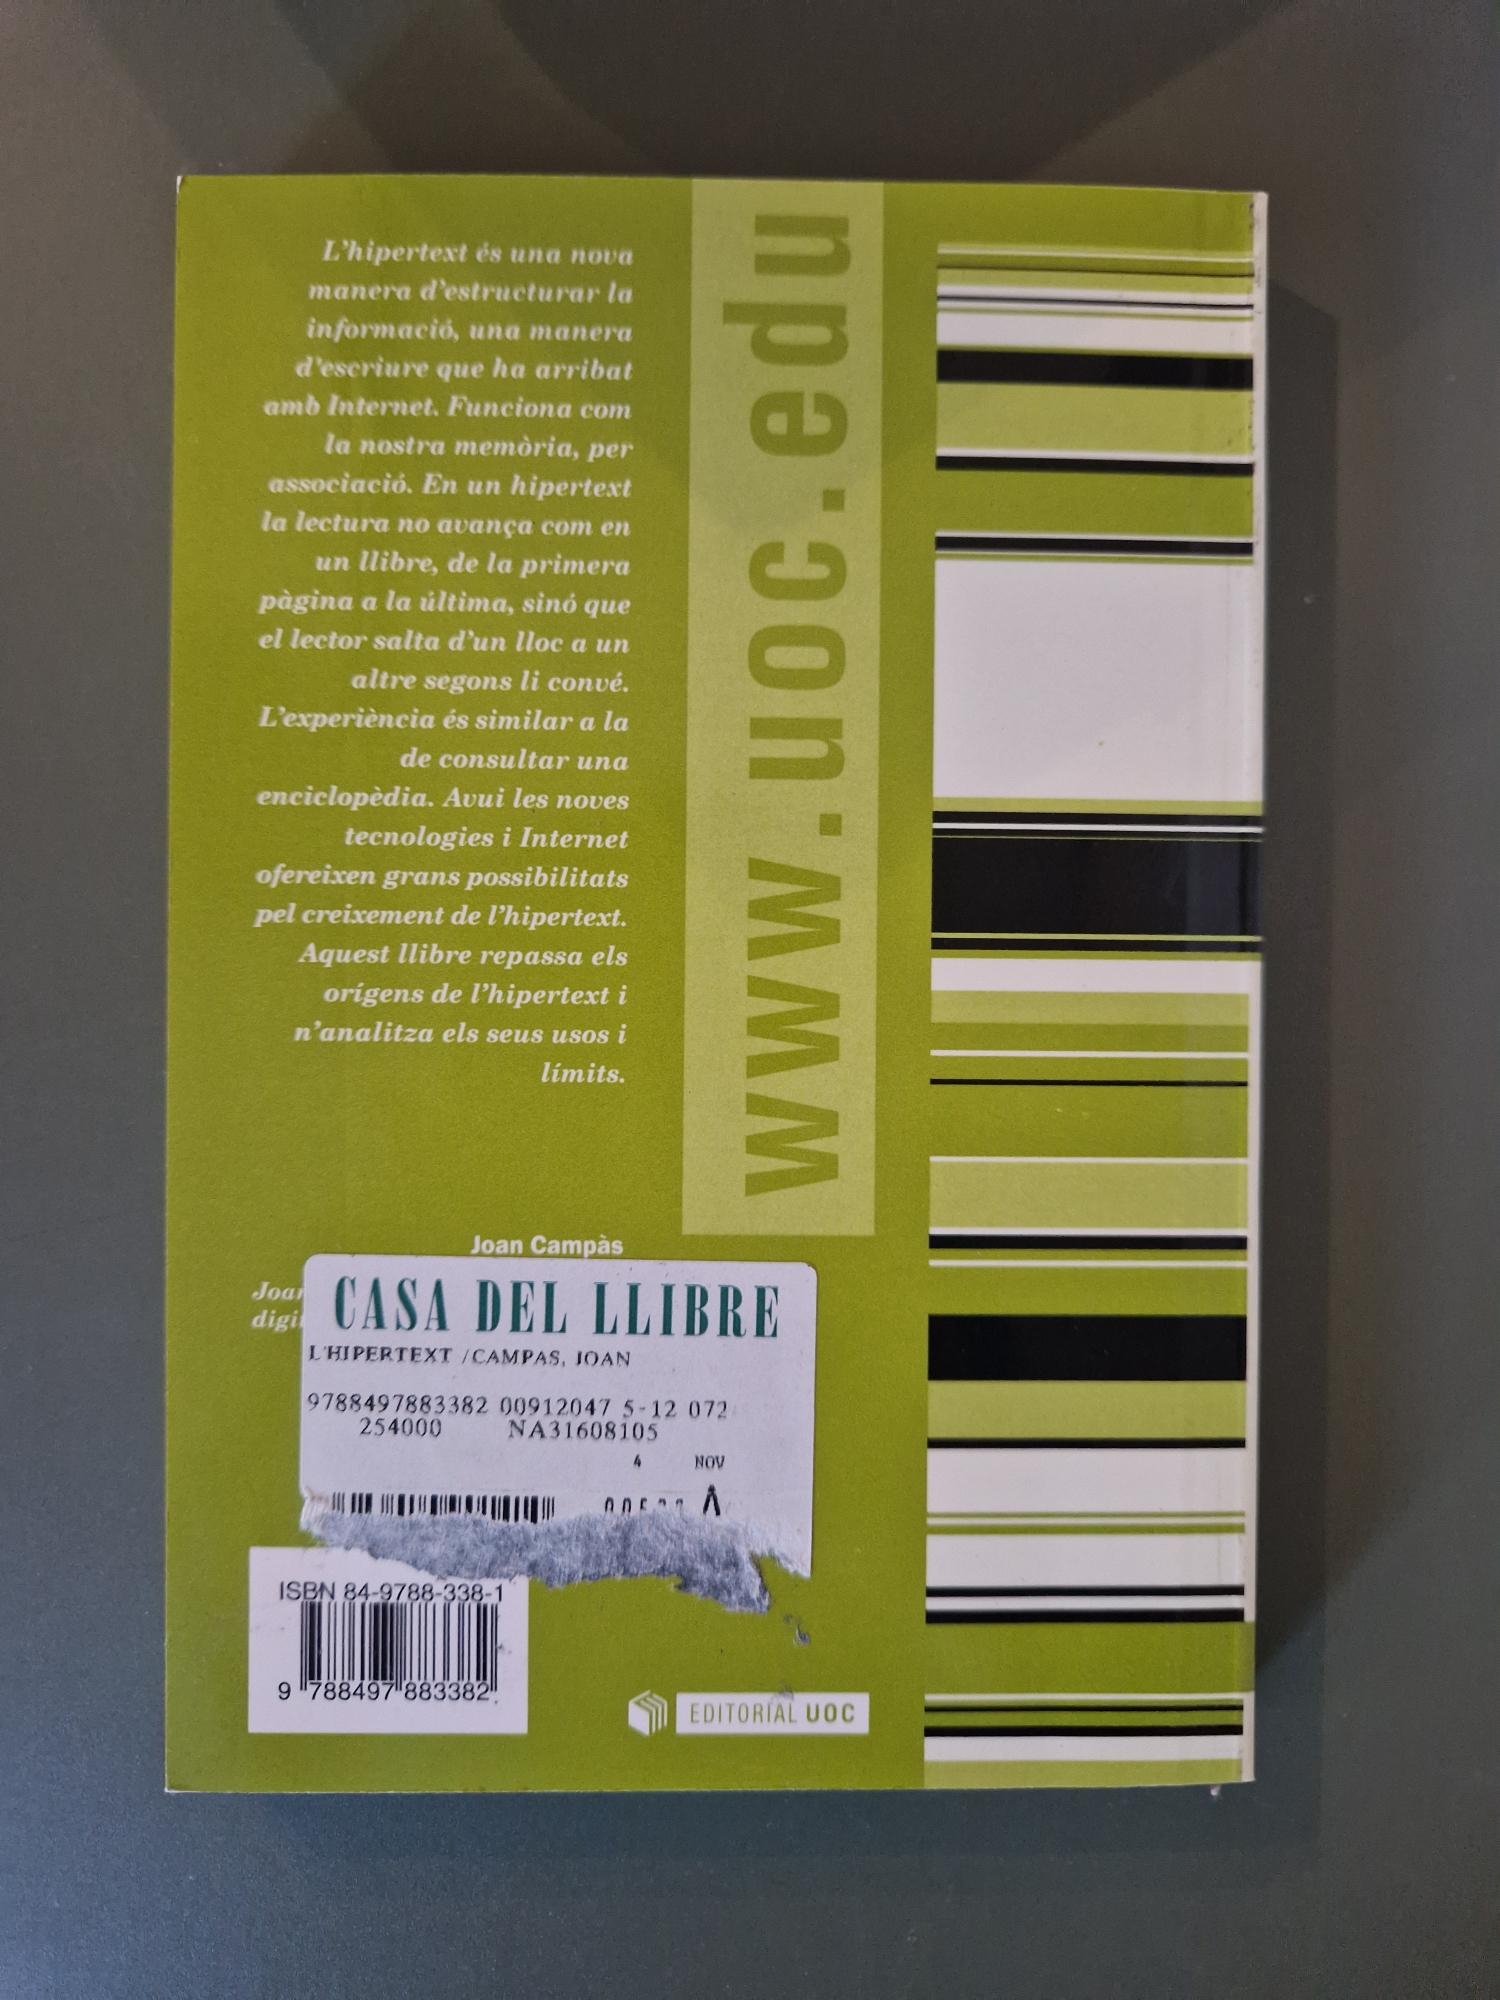 L'hipertext és una nova
manera d'estructurar la
informació, una manera
d'escriure que ha arribat
amb Internet. Funciona com
la nostra memòria, per
associació. En un hipertext
la lectura no avança com en
un llibre, de la primera
pàgina a la última, sinó que
el lector salta d'un lloc a un
altre segons li convé.
L'experiència és similar a la
de consultar una
enciclopèdia. Avui les noves
tecnologies i Internet
ofereixen grans possibilitats
pel creixement de l'hipertext.
Aquest llibre repassa els
orígens de l'hipertext i
n'analitza els seus usos i
límits.
www.uoc.edu
Joan Campàs
CASA DEL LLIBRE
L'HIPERTEXT /CAMPAS, JOAN
9788497883382 00912047 5-12 072
254000 NA31608105
4 NOV
A
ISBN 84-9788-338-1
9 788497 883382
EDITORIAL UOC